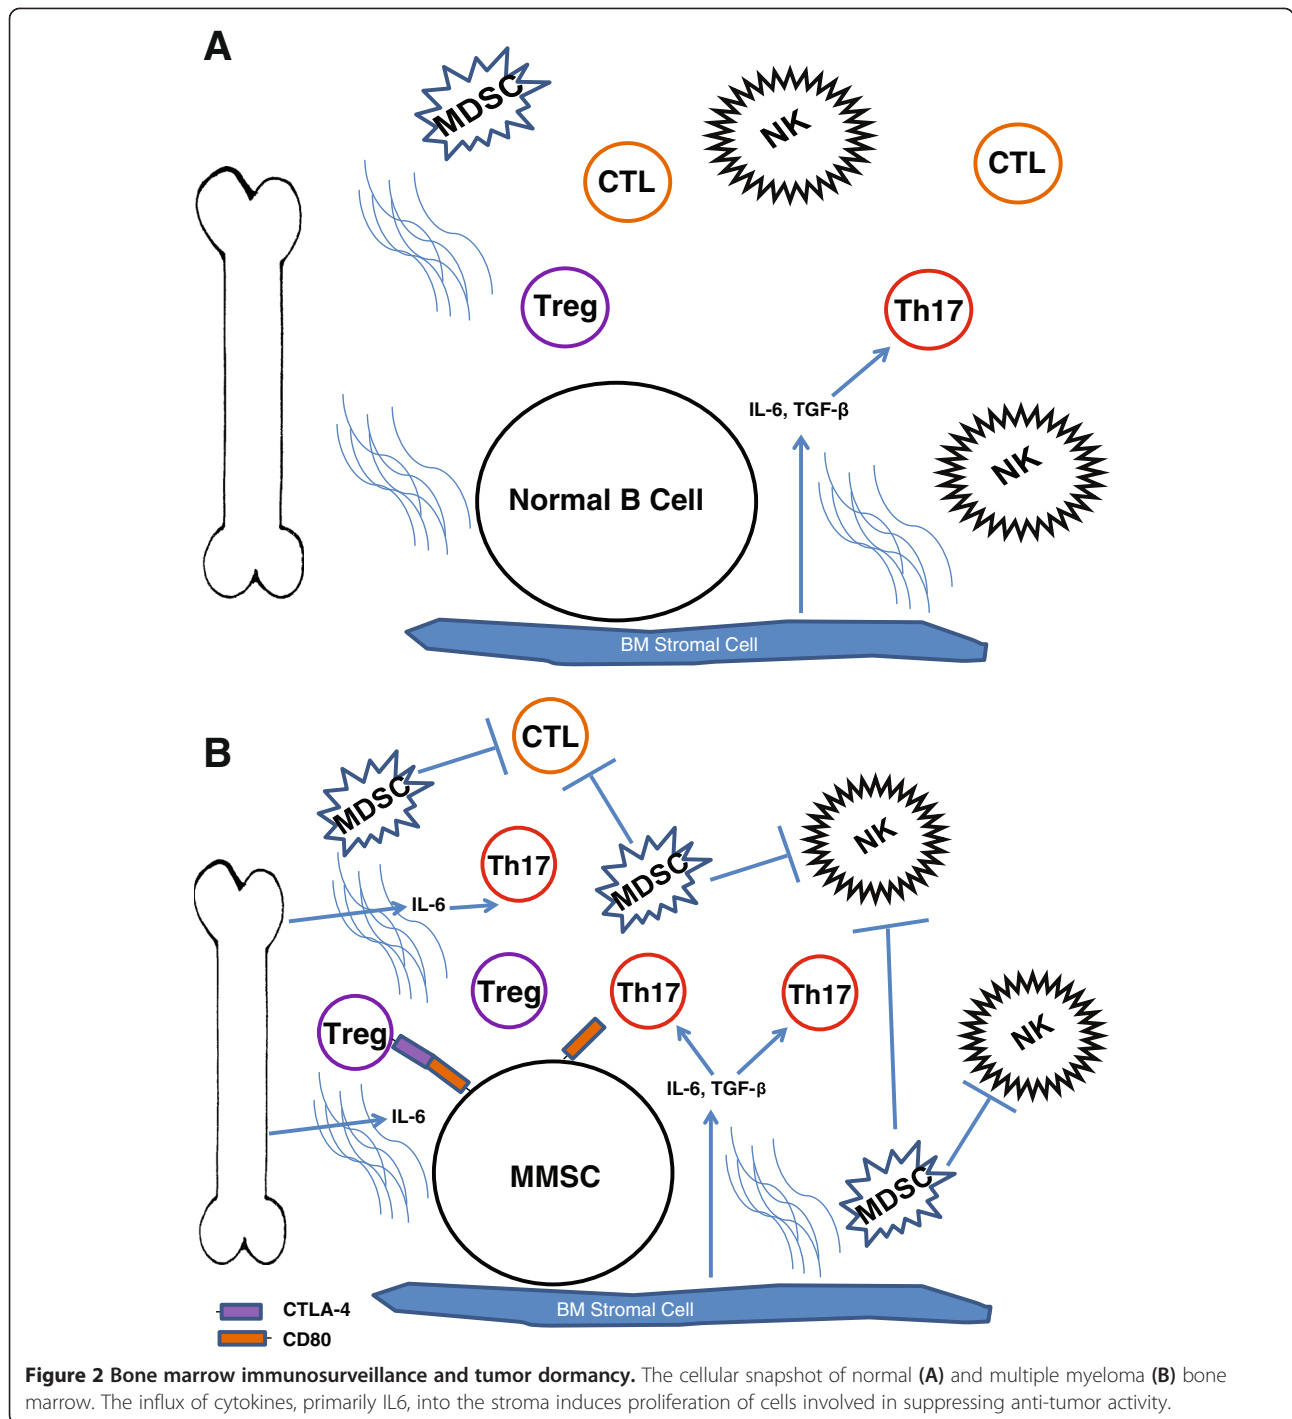 A
MDSC
NK
CTL
CTL
Treg
Th17
IL-6, TGF-β
NK
Normal B Cell
BM Stromal Cell
B
CTL
MDSC
NK
Th17
MDSC
IL-6
Treg
Th17
Th17
Treg
NK
IL-6, TGF-β
IL-6
MMSC
MDSC
BM Stromal Cell
CTLA-4
CD80
Figure 2 Bone marrow immunosurveillance and tumor dormancy. The cellular snapshot of normal (A) and multiple myeloma (B) bone
marrow. The influx of cytokines, primarily IL6, into the stroma induces proliferation of cells involved in suppressing anti-tumor activity.